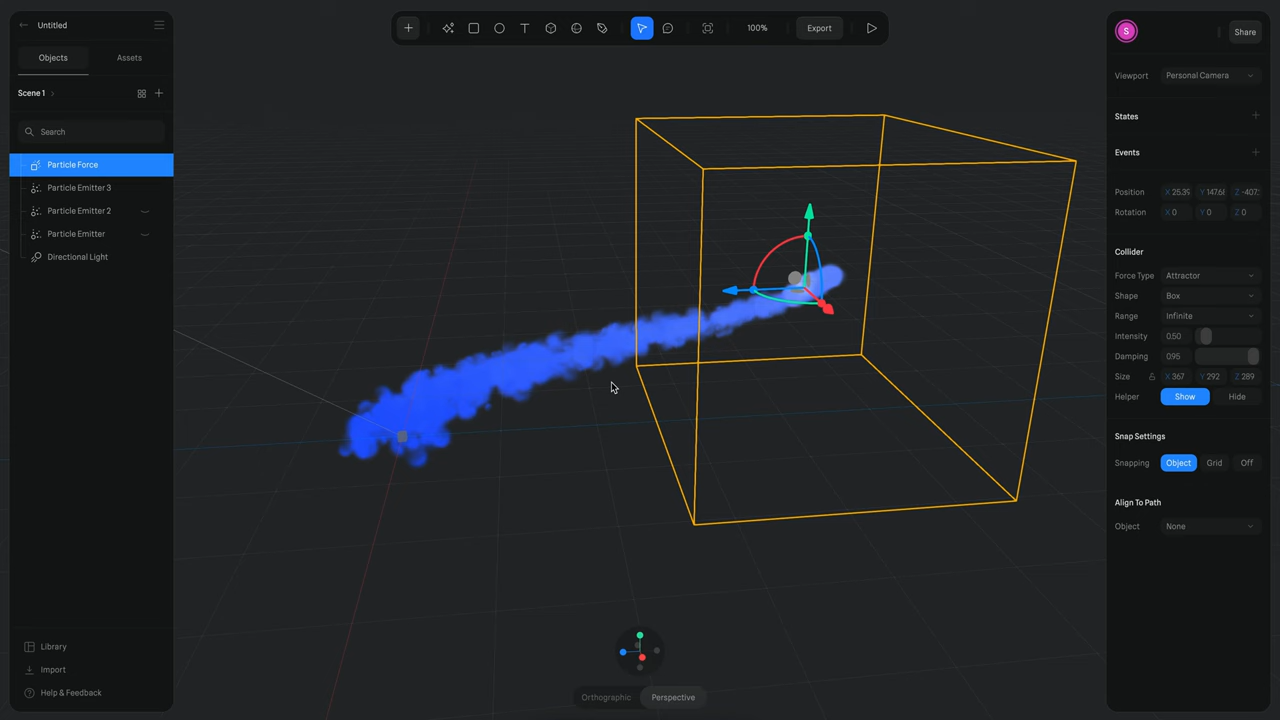 Untitled
Objects
Assets
Scene 1
Search
Particle Force
Particle Emitter 3
Particle Emitter 2
Particle Emitter
Directional Light
Library
Import
Help & Feedback
T
100%
Export
Orthographic
Perspective
S
Share
Viewport Personal Camera
States
Events
Position X 25.39 Y 147.68 Z -407.
Rotation X 0 Y 0 Z 0
Collider
Force Type Attractor
Shape Box
Range Infinite
Intensity 0.50
Damping 0.95
Size X 367 Y 292 Z 289
Helper Show Hide
Snap Settings
Snapping Object Grid Off
Align To Path
Object None